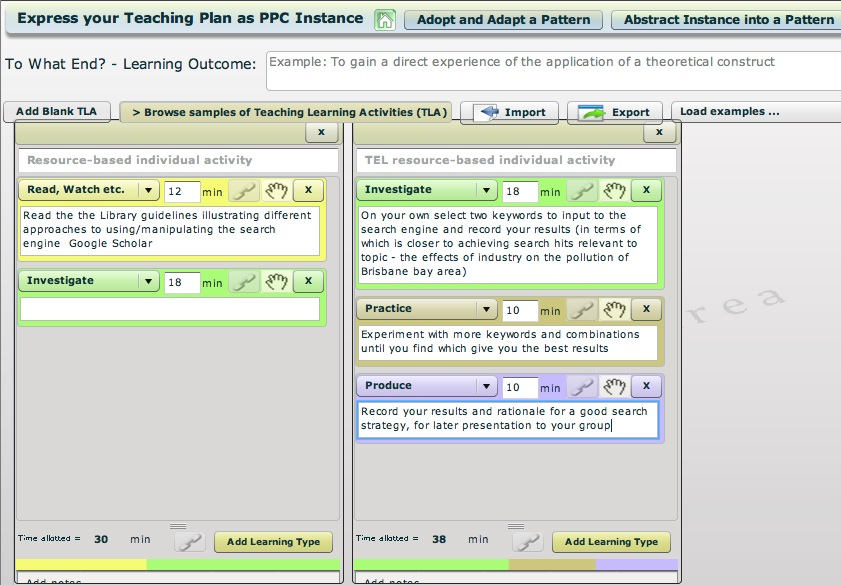 Express your Teaching Plan as PPC Instance
Adopt and Adapt a Pattern
Abstract Instance into a Pattern
To What End? - Learning Outcome:
Example: To gain a direct experience of the application of a theoretical construct
Add Blank TLA
> Browse samples of Teaching Learning Activities (TLA)
Import
Export
Load examples ...
x
Resource-based individual activity
Read, Watch etc.
12
min
X
Read the the Library guidelines illustrating different
approaches to using/manipulating the search
engine Google Scholar
Investigate
18
min
X
Time allotted =
30
min
Add Learning Type
Add notes
x
TEL resource-based individual activity
Investigate
18
min
X
On your own select two keywords to input to the
search engine and record your results (in terms of
which is closer to achieving search hits relevant to
topic - the effects of industry on the pollution of
Brisbane bay area)
Practice
10
min
X
Experiment with more keywords and combinations
until you find which give you the best results
Produce
10
min
X
Record your results and rationale for a good search
strategy, for later presentation to your group
Time allotted =
38
min
Add Learning Type
Add notes
rea